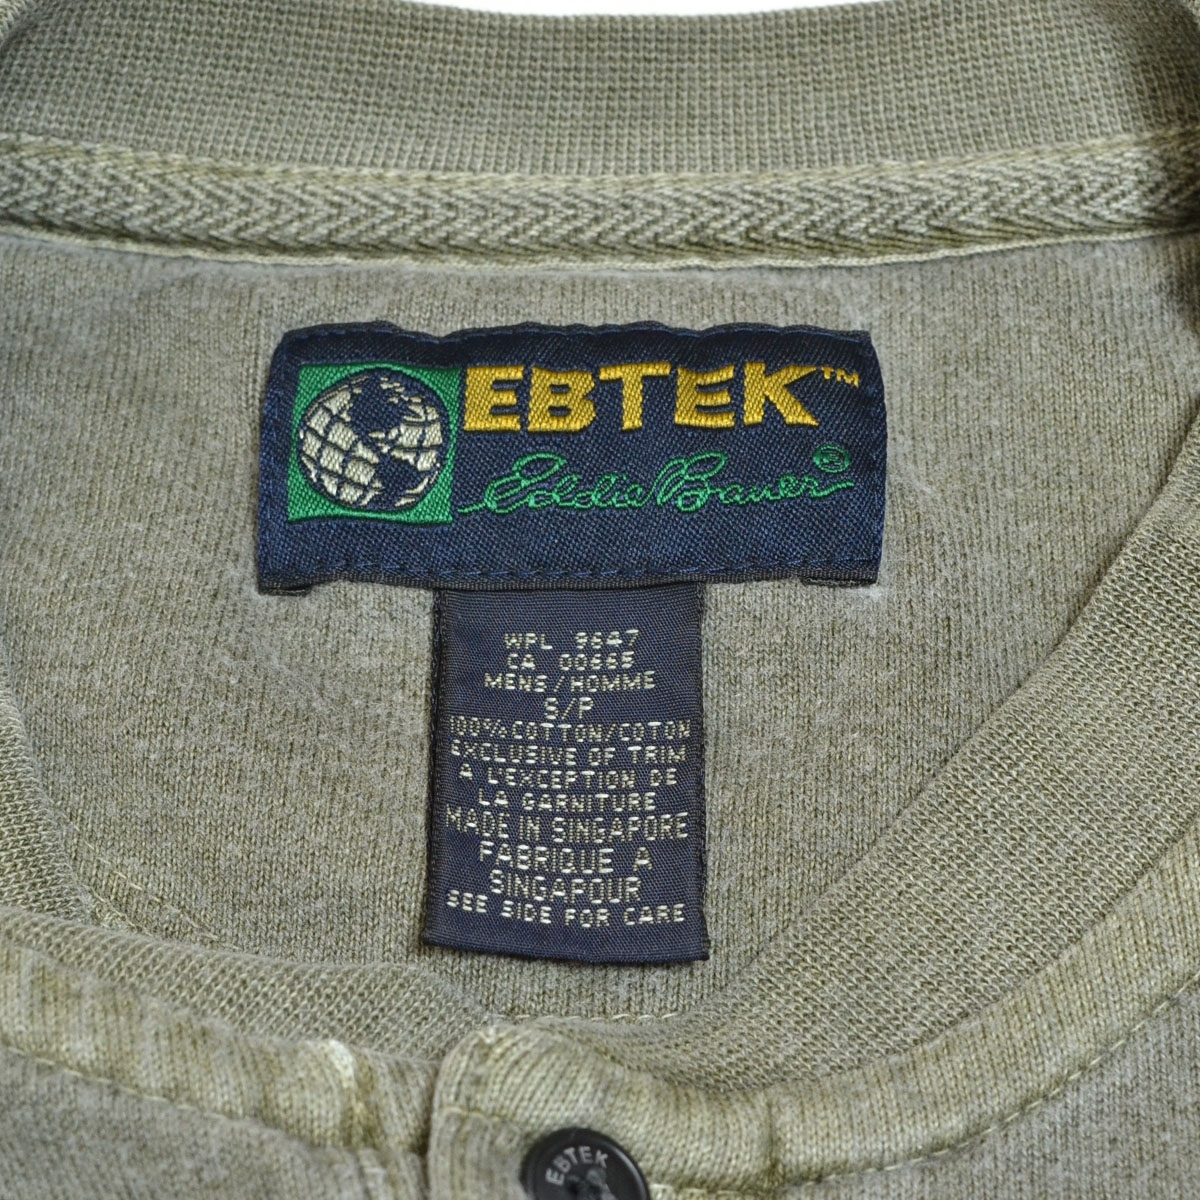 EBTEK™
Eddie Bauer®
WPL 9647
CA 00665
MENS/HOMME
S/P
100% COTTON/COTON
EXCLUSIVE OF TRIM
A L'EXCEPTION DE
LA GARNITURE
MADE IN SINGAPORE
FABRIQUE A
SINGAPOUR
SEE SIDE FOR CARE
EBTEK